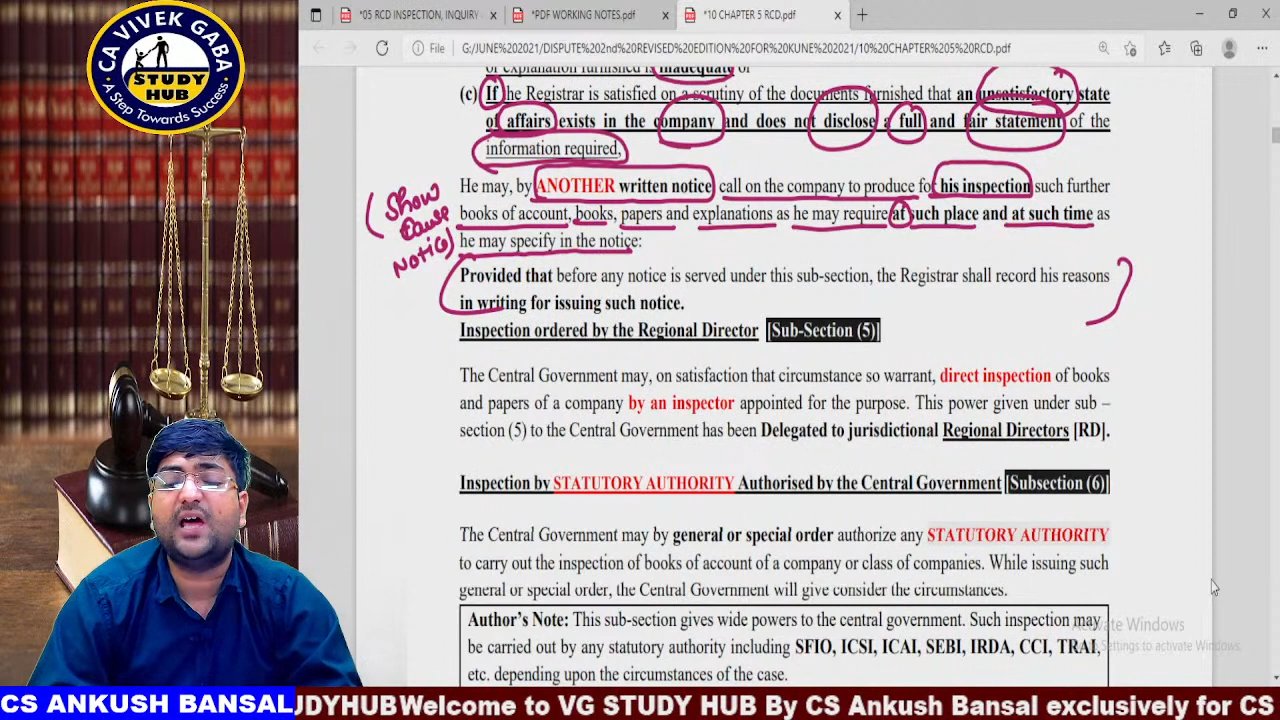 CA VIVEK GABA
STUDY
HUB
A Step Towards Success
*05 RCD INSPECTION, INQUIRY
*PDF WORKING NOTES.pdf
*10 CHAPTER 5 RCD.pdf
File
G:/JUNE%202021/DISPUTE%202nd%20REVISED%20EDITION%20FOR%20KUNE%202021/10%20CHAPTER%205%20RCD.pdf
or explanation furnished is inadequate or
(c) If the Registrar is satisfied on a scrutiny of the documents furnished that an unsatisfactory state
of affairs exists in the company and does not disclose a full and fair statement of the
information required,
He may, by ANOTHER written notice call on the company to produce for his inspection such further
books of account, books, papers and explanations as he may require at such place and at such time as
he may specify in the notice:
(Show
Cause
Notice)
Provided that before any notice is served under this sub-section, the Registrar shall record his reasons
in writing for issuing such notice.
Inspection ordered by the Regional Director [Sub-Section (5)]
The Central Government may, on satisfaction that circumstance so warrant, direct inspection of books
and papers of a company by an inspector appointed for the purpose. This power given under sub –
section (5) to the Central Government has been Delegated to jurisdictional Regional Directors [RD].
Inspection by STATUTORY AUTHORITY Authorised by the Central Government [Subsection (6)]
The Central Government may by general or special order authorize any STATUTORY AUTHORITY
to carry out the inspection of books of account of a company or class of companies. While issuing such
general or special order, the Central Government will give consider the circumstances.
Author's Note: This sub-section gives wide powers to the central government. Such inspection may
be carried out by any statutory authority including SFIO, ICSI, ICAI, SEBI, IRDA, CCI, TRAI,
etc. depending upon the circumstances of the case.
Activate Windows
Settings to activate Windows.
CS ANKUSH BANSAL
UDYHUBWelcome to VG STUDY HUB By CS Ankush Bansal exclusively for CS